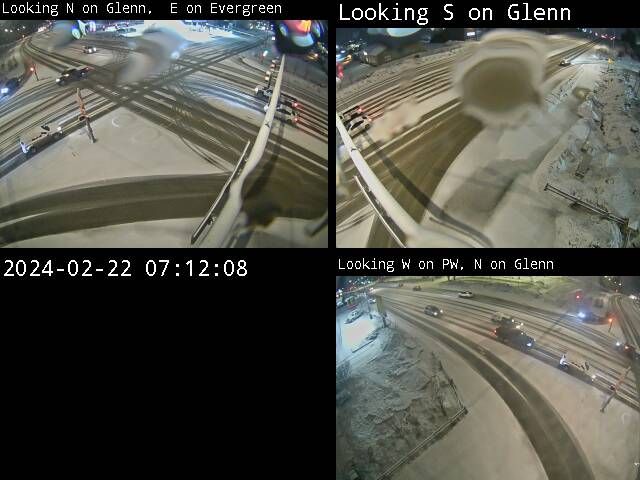 Looking N on Glenn,  E on Evergreen
Looking S on Glenn
2024-02-22 07:12:08
Looking W on PW, N on Glenn